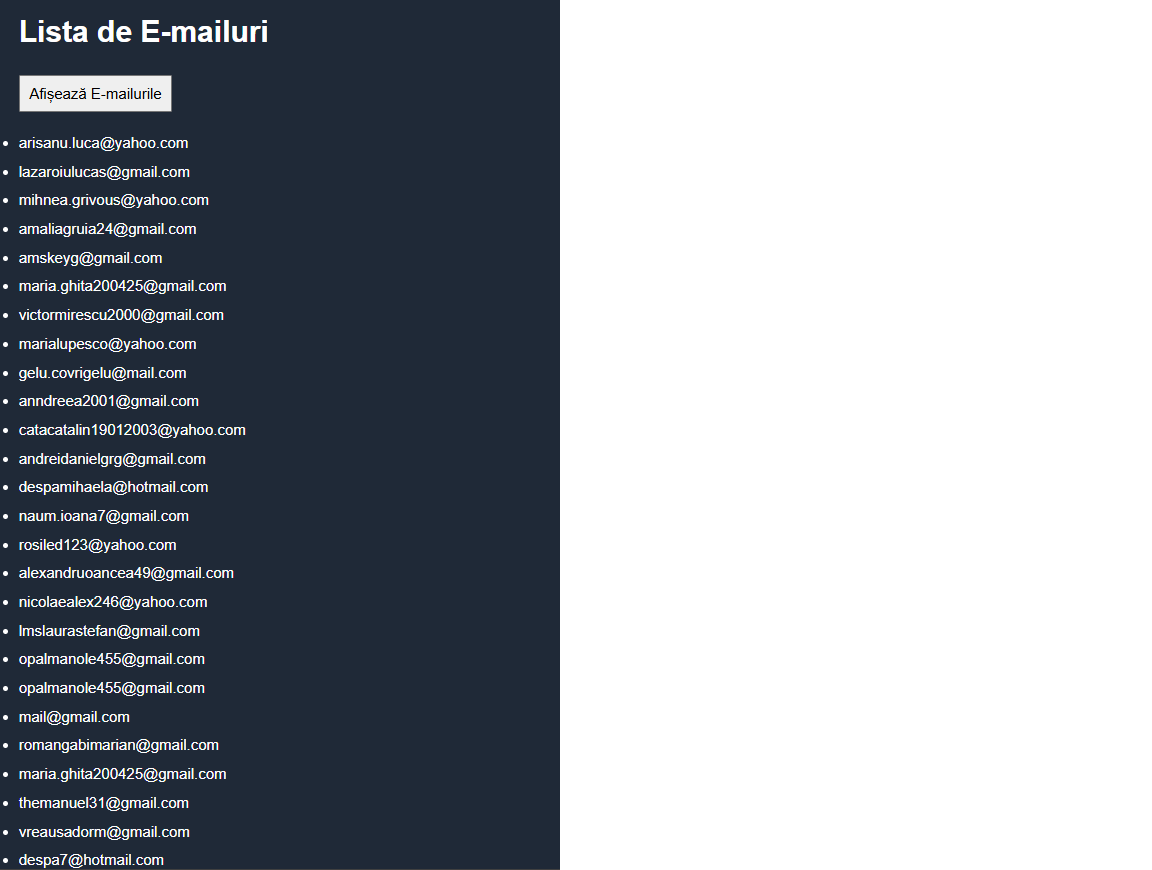 Lista de E-mailuri
Afișează E-mailurile
arisanu.luca@yahoo.com
lazaroiulucas@gmail.com
mihnea.grivous@yahoo.com
amaliagruia24@gmail.com
amskeyg@gmail.com
maria.ghita200425@gmail.com
victormirescu2000@gmail.com
marialupesco@yahoo.com
gelu.covrigelu@mail.com
anndreea2001@gmail.com
catacatalin19012003@yahoo.com
andreidanielgrg@gmail.com
despamihaela@hotmail.com
naum.ioana7@gmail.com
rosiled123@yahoo.com
alexandruoancea49@gmail.com
nicolaealex246@yahoo.com
lmslaurastefan@gmail.com
opalmanole455@gmail.com
opalmanole455@gmail.com
mail@gmail.com
romangabimarian@gmail.com
maria.ghita200425@gmail.com
themanuel31@gmail.com
vreausadorm@gmail.com
despa7@hotmail.com